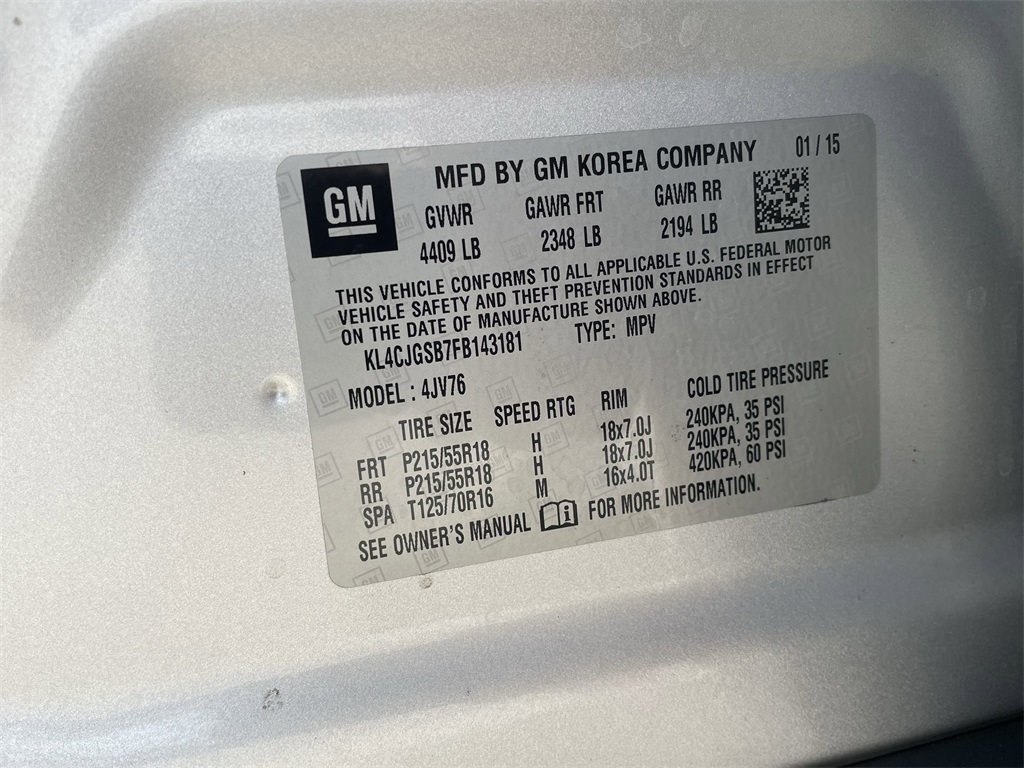 GM
MFD BY GM KOREA COMPANY 01 / 15
GVWR GAWR FRT GAWR RR
4409 LB 2348 LB 2194 LB
THIS VEHICLE CONFORMS TO ALL APPLICABLE U.S. FEDERAL MOTOR
VEHICLE SAFETY AND THEFT PREVENTION STANDARDS IN EFFECT
ON THE DATE OF MANUFACTURE SHOWN ABOVE.
KL4CJGSB7FB143181 TYPE: MPV
MODEL : 4JV76
TIRE SIZE SPEED RTG RIM COLD TIRE PRESSURE
FRT P215/55R18 H 18x7.0J 240KPA, 35 PSI
RR P215/55R18 H 18x7.0J 240KPA, 35 PSI
SPA T125/70R16 M 16x4.0T 420KPA, 60 PSI
SEE OWNER'S MANUAL i FOR MORE INFORMATION.